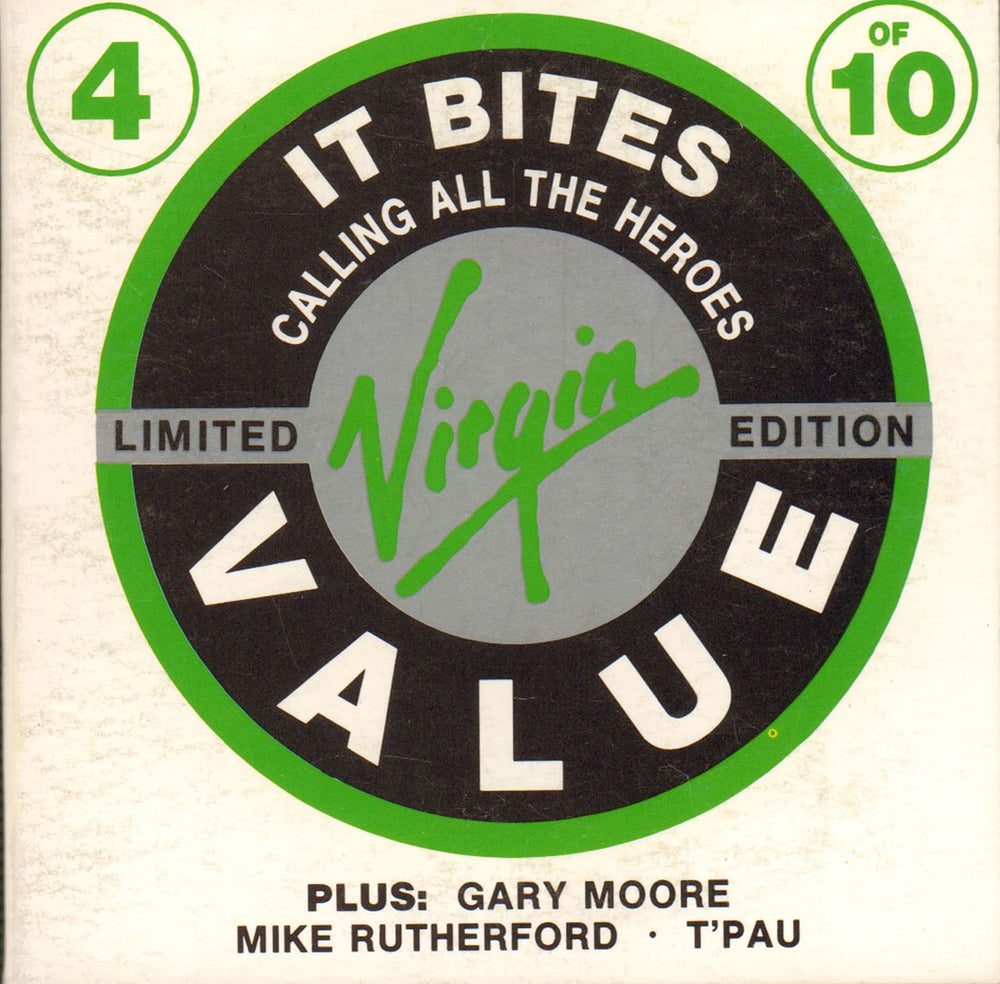 4
OF
10
IT BITES
CALLING ALL THE HEROES
Virgin
LIMITED EDITION
VALUE
PLUS: GARY MOORE
MIKE RUTHERFORD · T'PAU